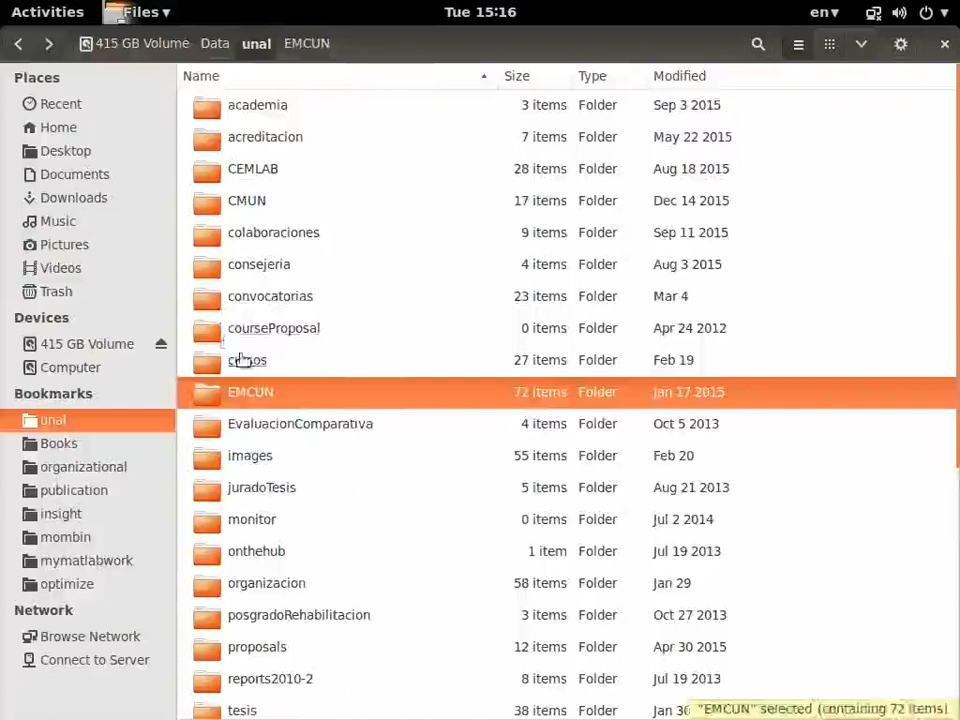 Activities Files ▾ Tue 15:16 en ▾
415 GB Volume Data unal EMCUN
Places
Recent
Home
Desktop
Documents
Downloads
Music
Pictures
Videos
Trash
Devices
415 GB Volume
Computer
Bookmarks
unal
Books
organizational
publication
insight
mombin
mymatlabwork
optimize
Network
Browse Network
Connect to Server
Name Size Type Modified
academia 3 items Folder Sep 3 2015
acreditacion 7 items Folder May 22 2015
CEMLAB 28 items Folder Aug 18 2015
CMUN 17 items Folder Dec 14 2015
colaboraciones 9 items Folder Sep 11 2015
consejeria 4 items Folder Aug 3 2015
convocatorias 23 items Folder Mar 4
courseProposal 0 items Folder Apr 24 2012
27 items Folder Feb 19
EMCUN 72 items Folder Jan 17 2015
EvaluacionComparativa 4 items Folder Oct 5 2013
images 55 items Folder Feb 20
juradoTesis 5 items Folder Aug 21 2013
monitor 0 items Folder Jul 2 2014
onthehub 1 item Folder Jul 19 2013
organizacion 58 items Folder Jan 29
posgradoRehabilitacion 3 items Folder Oct 27 2013
proposals 12 items Folder Apr 30 2015
reports2010-2 8 items Folder Jul 19 2013
tesis 38 items Folder Jan
"EMCUN" selected (containing 72 items)